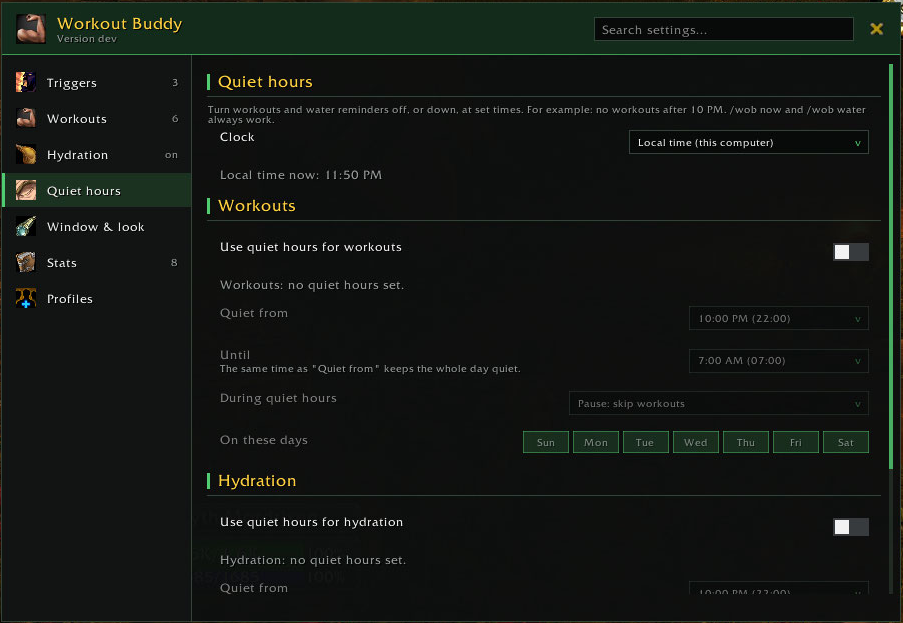 Workout Buddy
Version dev
Search settings...
Triggers 3
Workouts 6
Hydration on
Quiet hours
Window & look
Stats 8
Profiles
Quiet hours
Turn workouts and water reminders off, or down, at set times. For example: no workouts after 10 PM. /wob now and /wob water
always work.
Clock
Local time (this computer) v
Local time now: 11:50 PM
Workouts
Use quiet hours for workouts
Workouts: no quiet hours set.
Quiet from
10:00 PM (22:00) v
Until
The same time as "Quiet from" keeps the whole day quiet.
7:00 AM (07:00) v
During quiet hours
Pause: skip workouts v
On these days
Sun Mon Tue Wed Thu Fri Sat
Hydration
Use quiet hours for hydration
Hydration: no quiet hours set.
100%
Quiet from
10:00 PM (22:00) v